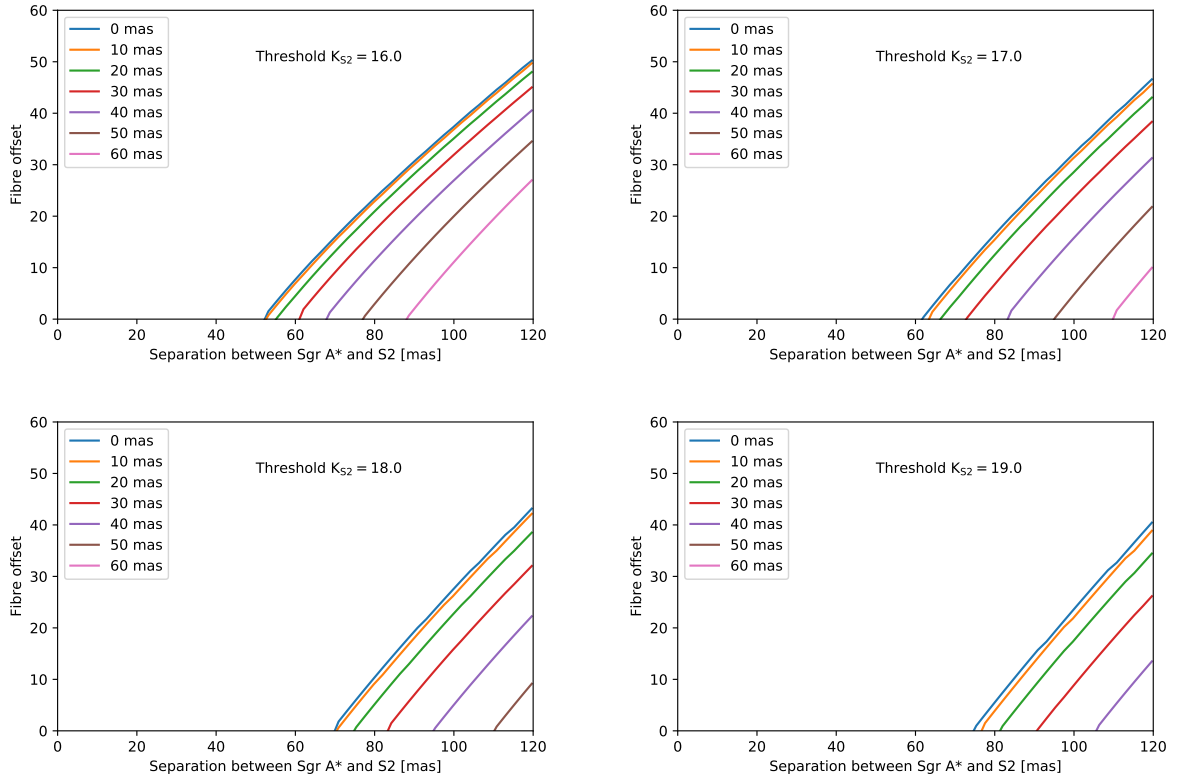 60
50
40
30
20
10
0
Fibre offset
0 mas
10 mas
20 mas
30 mas
40 mas
50 mas
60 mas
Threshold K_S2 = 16.0
0 20 40 60 80 100 120
Separation between Sgr A* and S2 [mas]
60
50
40
30
20
10
0
Fibre offset
0 mas
10 mas
20 mas
30 mas
40 mas
50 mas
60 mas
Threshold K_S2 = 17.0
0 20 40 60 80 100 120
Separation between Sgr A* and S2 [mas]
60
50
40
30
20
10
0
Fibre offset
0 mas
10 mas
20 mas
30 mas
40 mas
50 mas
60 mas
Threshold K_S2 = 18.0
0 20 40 60 80 100 120
Separation between Sgr A* and S2 [mas]
60
50
40
30
20
10
0
Fibre offset
0 mas
10 mas
20 mas
30 mas
40 mas
50 mas
60 mas
Threshold K_S2 = 19.0
0 20 40 60 80 100 120
Separation between Sgr A* and S2 [mas]